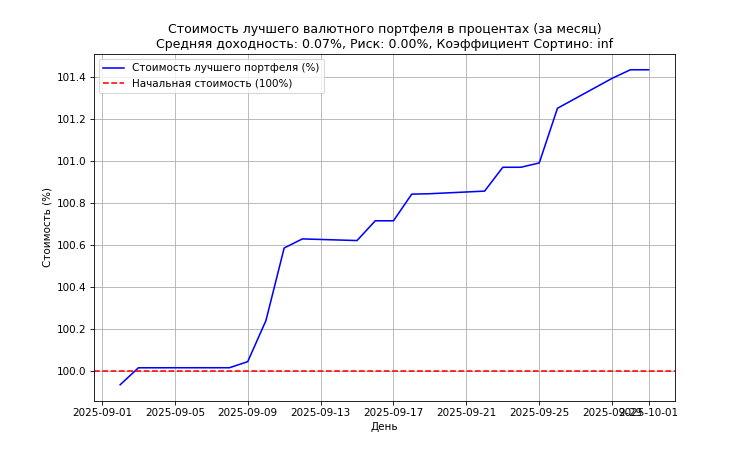 Стоимость лучшего валютного портфеля в процентах (за месяц)
Средняя доходность: 0.07%, Риск: 0.00%, Коэффициент Сортино: inf
Стоимость лучшего портфеля (%)
Начальная стоимость (100%)
Стоимость (%)
101.4
101.2
101.0
100.8
100.6
100.4
100.2
100.0
2025-09-01 2025-09-05 2025-09-09 2025-09-13 2025-09-17 2025-09-21 2025-09-25 2025-09-29 2025-10-01
День